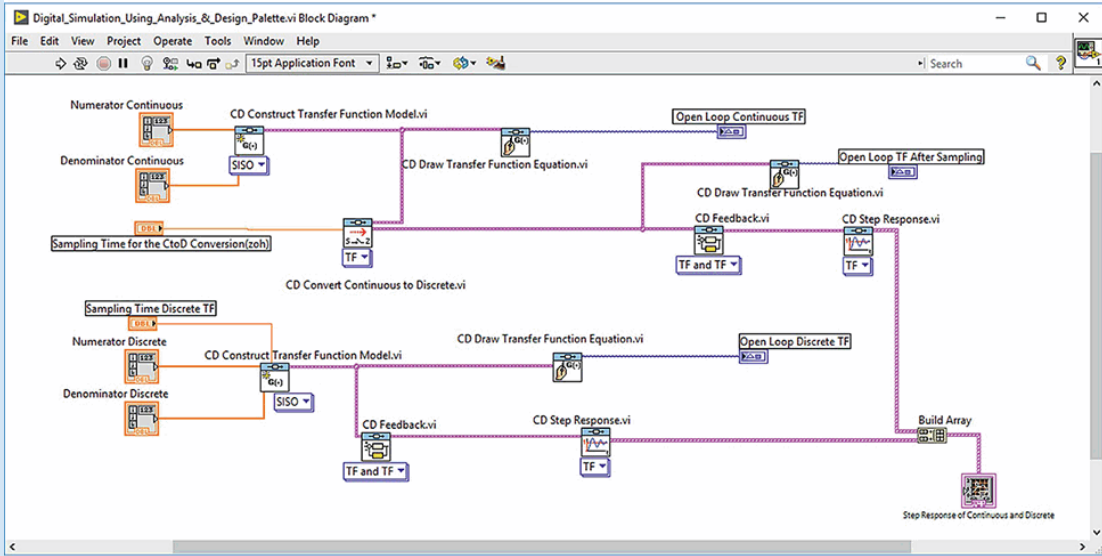 Digital_Simulation_Using_Analysis_&_Design_Palette.vi Block Diagram *
File Edit View Project Operate Tools Window Help
15pt Application Font
Search
Numerator Continuous
CD Construct Transfer Function Model.vi
Open Loop Continuous TF
Denominator Continuous
SISO
CD Draw Transfer Function Equation.vi
Open Loop TF After Sampling
CD Draw Transfer Function Equation.vi
DBL
Sampling Time for the CtoD Conversion(zoh)
TF
CD Feedback.vi
CD Step Response.vi
TF and TF
TF
CD Convert Continuous to Discrete.vi
Sampling Time Discrete TF
DBL
Numerator Discrete
CD Construct Transfer Function Model.vi
CD Draw Transfer Function Equation.vi
Open Loop Discrete TF
Denominator Discrete
SISO
CD Feedback.vi
CD Step Response.vi
Build Array
TF and TF
TF
Step Response of Continuous and Discrete